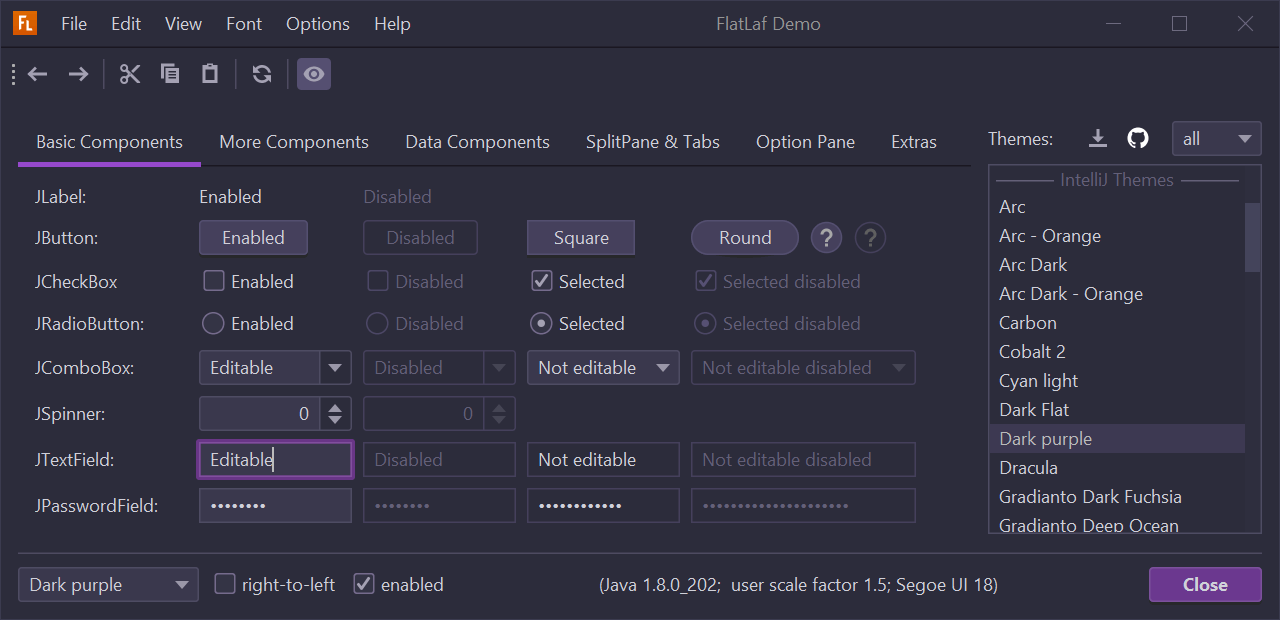 FL File Edit View Font Options Help FlatLaf Demo
Basic Components More Components Data Components SplitPane & Tabs Option Pane Extras
JLabel: Enabled Disabled
JButton: Enabled Disabled Square Round ? ?
JCheckBox Enabled Disabled Selected Selected disabled
JRadioButton: Enabled Disabled Selected Selected disabled
JComboBox: Editable Disabled Not editable Not editable disabled
JSpinner: 0 0
JTextField: Editable Disabled Not editable Not editable disabled
JPasswordField: •••••••• •••••••• •••••••••••• ••••••••••••••••••••
Themes: all
IntelliJ Themes
Arc
Arc - Orange
Arc Dark
Arc Dark - Orange
Carbon
Cobalt 2
Cyan light
Dark Flat
Dark purple
Dracula
Gradianto Dark Fuchsia
Gradianto Deep Ocean
Dark purple right-to-left enabled (Java 1.8.0_202; user scale factor 1.5; Segoe UI 18) Close